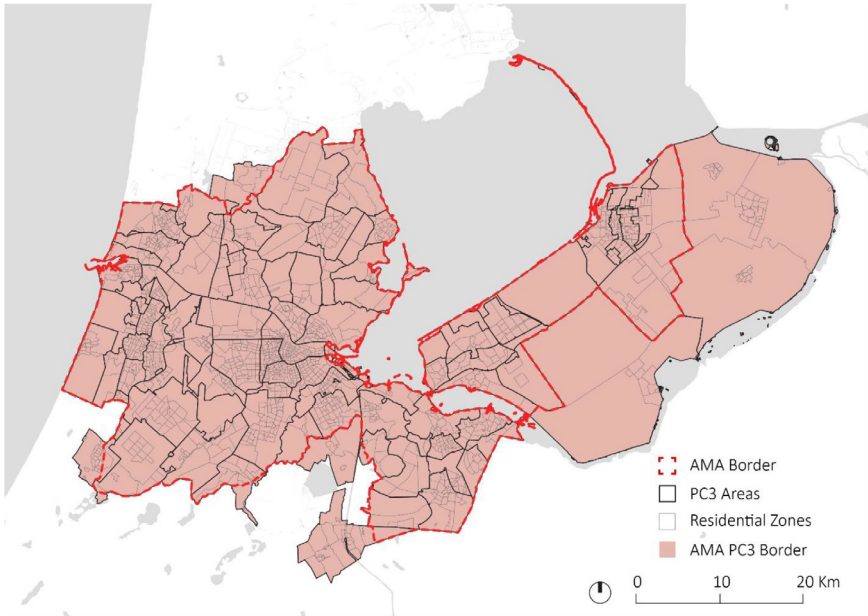 AMA Border
PC3 Areas
Residential Zones
AMA PC3 Border
0 10 20 Km